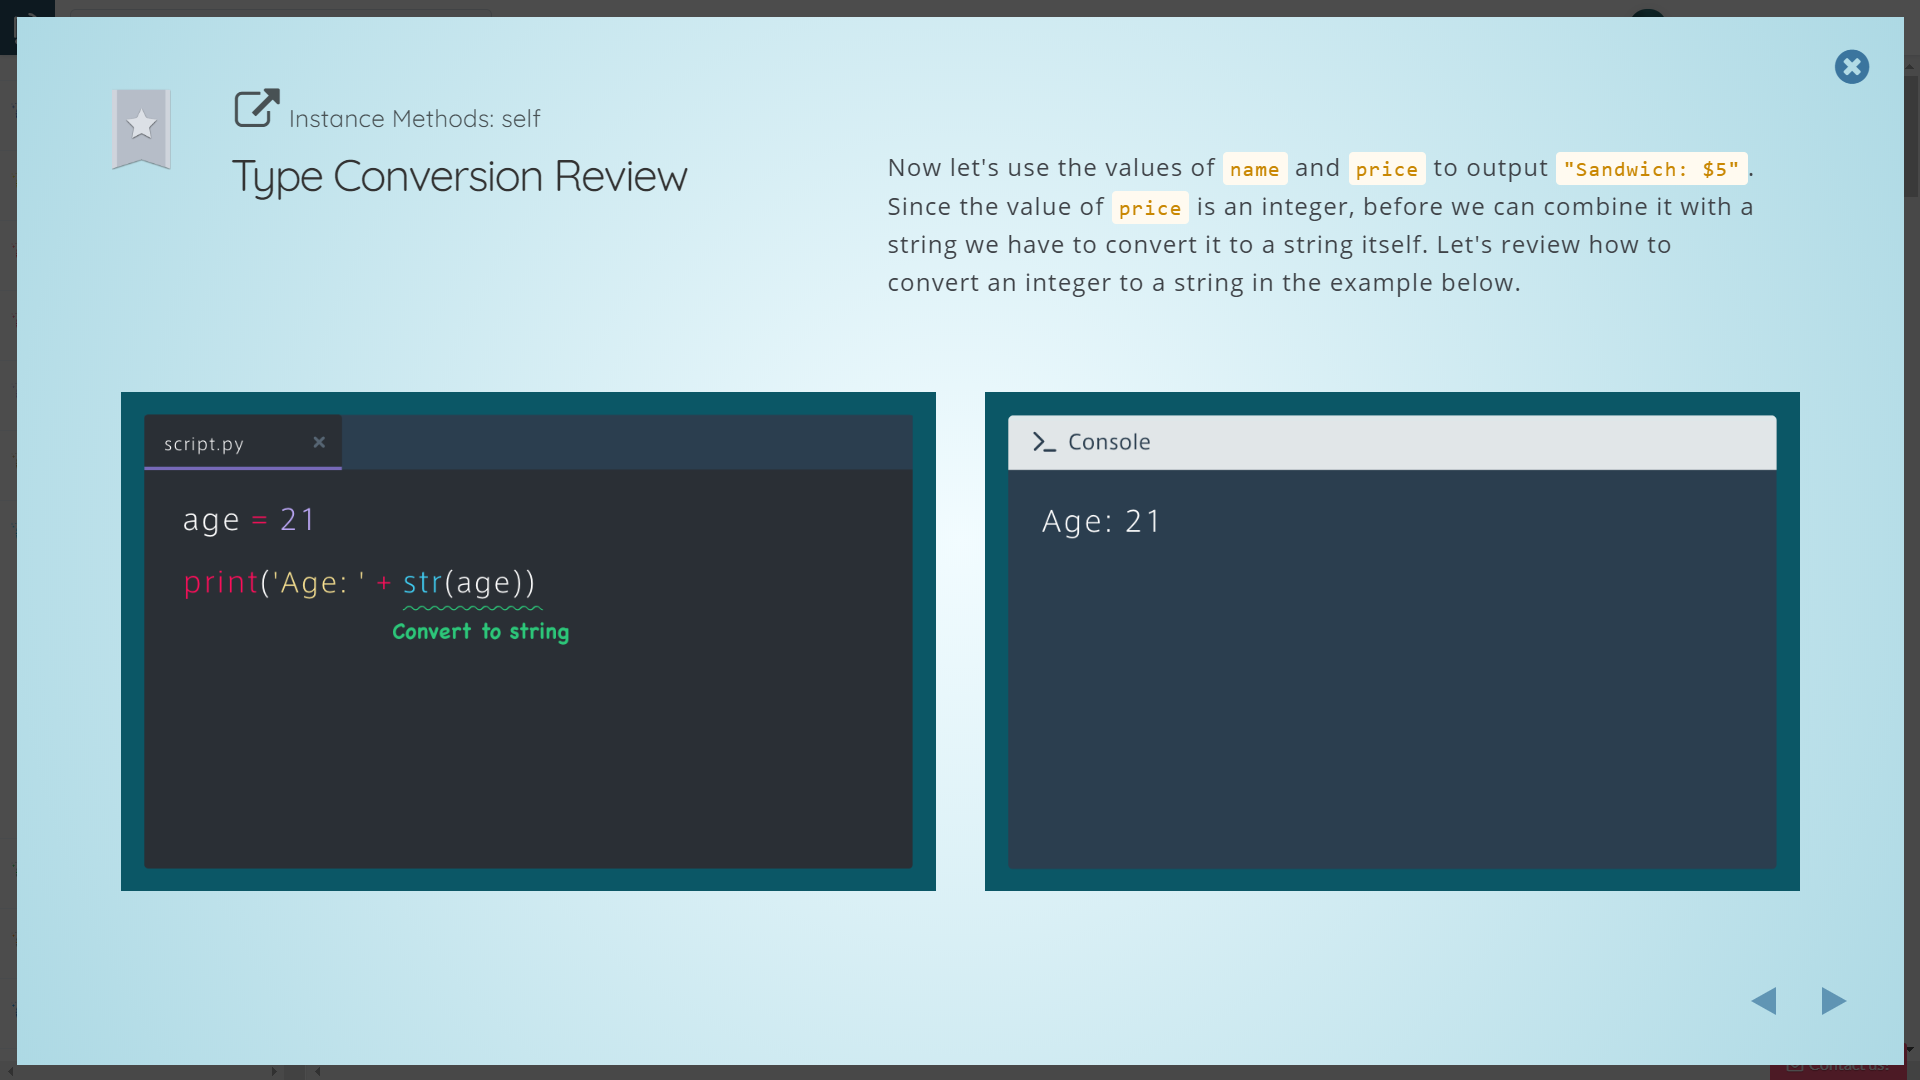 Instance Methods: self
Type Conversion Review
Now let's use the values of name and price to output "Sandwich: $5".
Since the value of price is an integer, before we can combine it with a
string we have to convert it to a string itself. Let's review how to
convert an integer to a string in the example below.
script.py
age = 21
print('Age: ' + str(age))
Convert to string
Console
Age: 21
Contact us!